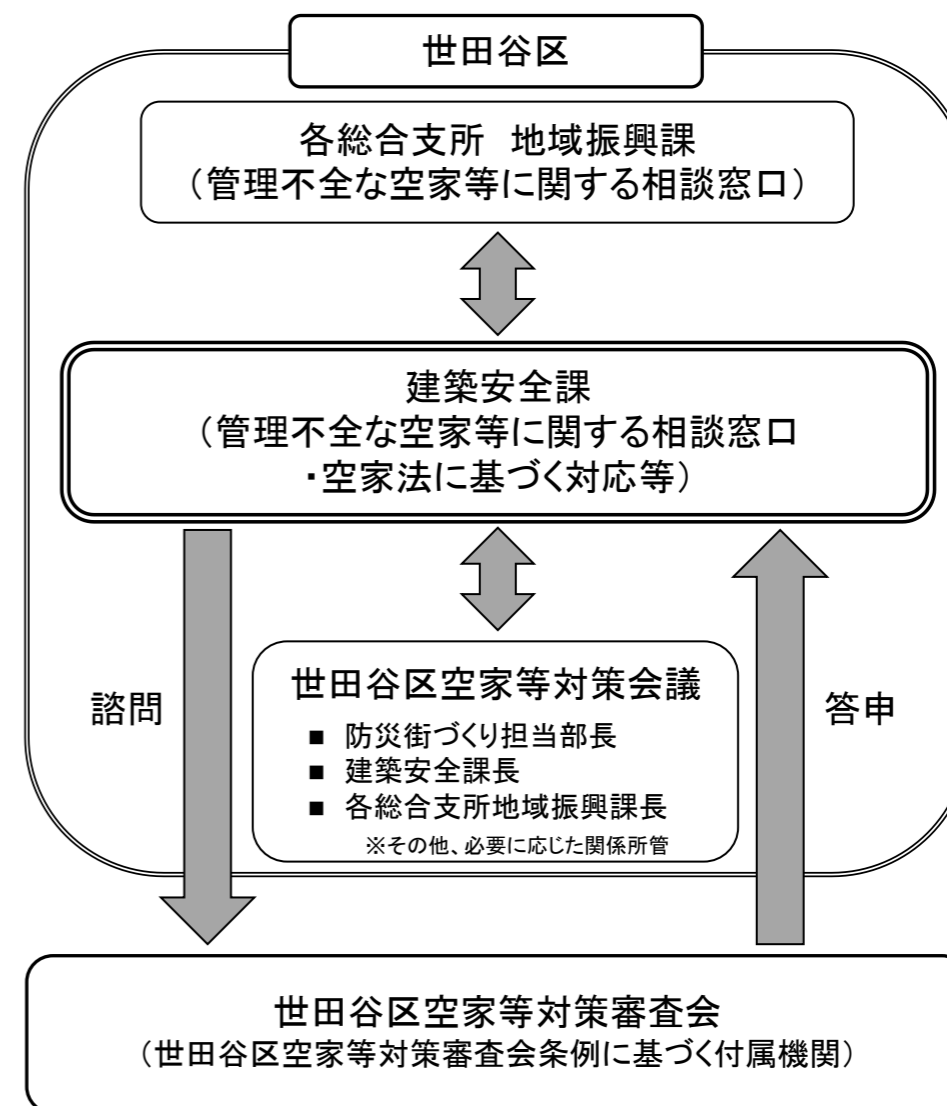 世田谷区
各総合支所　地域振興課
（管理不全な空家等に関する相談窓口）
建築安全課
（管理不全な空家等に関する相談窓口
・空家法に基づく対応等）
諮問
世田谷区空家等対策会議
■ 防災街づくり担当部長
■ 建築安全課長
■ 各総合支所地域振興課長
※その他、必要に応じた関係所管
答申
世田谷区空家等対策審査会
（世田谷区空家等対策審査会条例に基づく付属機関）